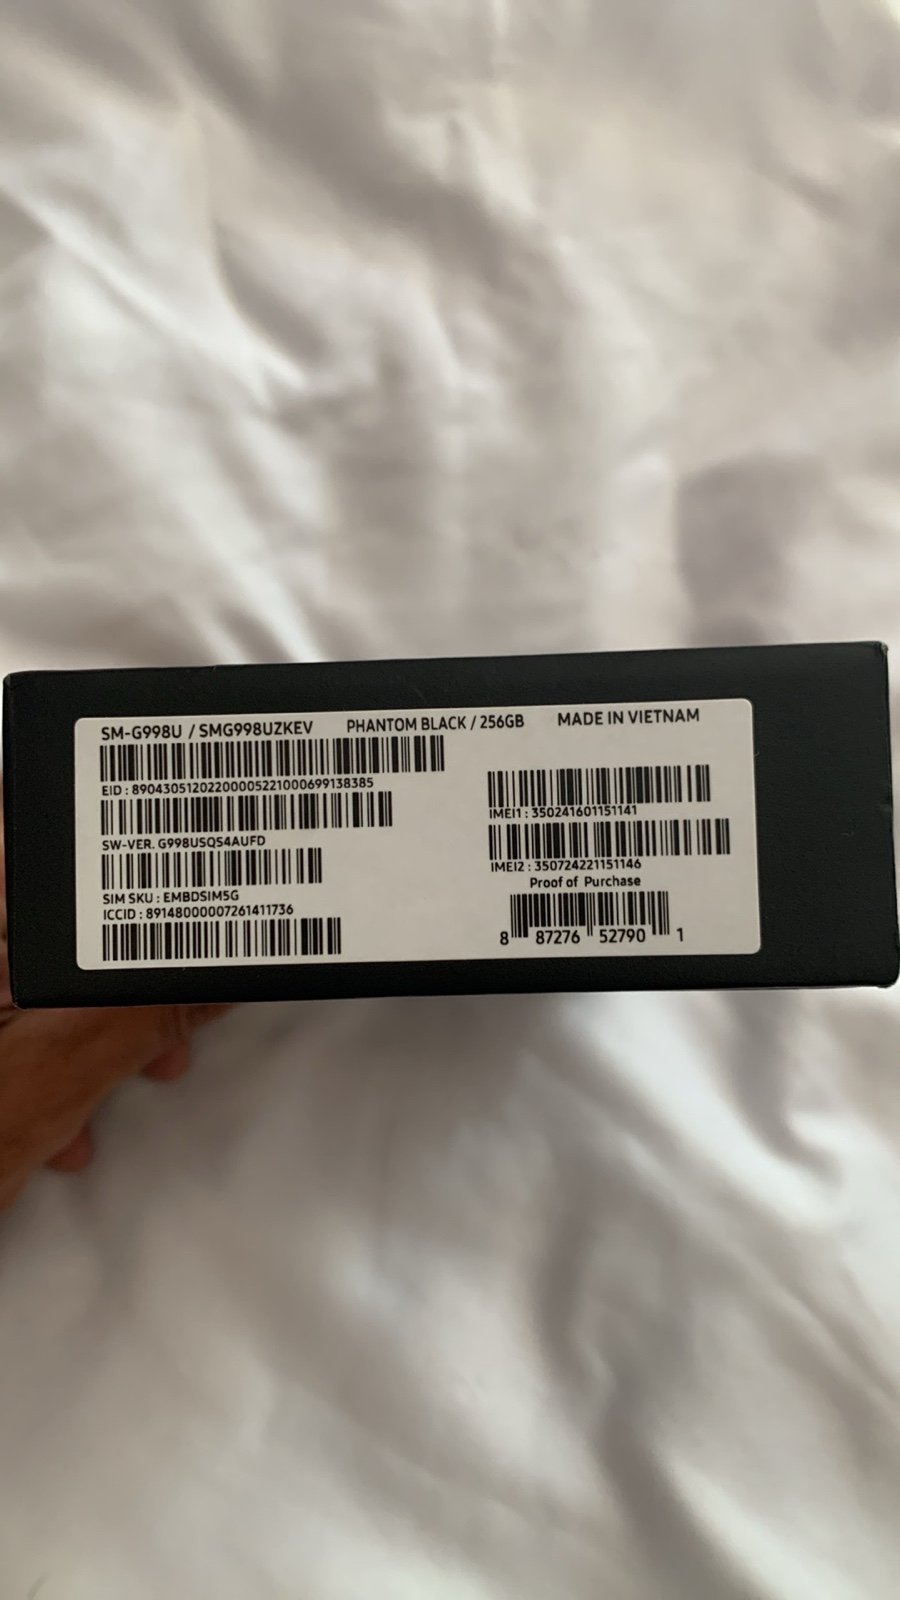 SM-G998U / SMG998UZKEV PHANTOM BLACK / 256GB MADE IN VIETNAM
EID : 89043051202200005221000699138385
SW-VER. G998USQS4AUFD
SIM SKU : EMBDSIM5G
ICCID : 89148000007261411736
IMEI1 : 350241601151141
IMEI2 : 350724221151146
Proof of Purchase
8 87276 52790 1